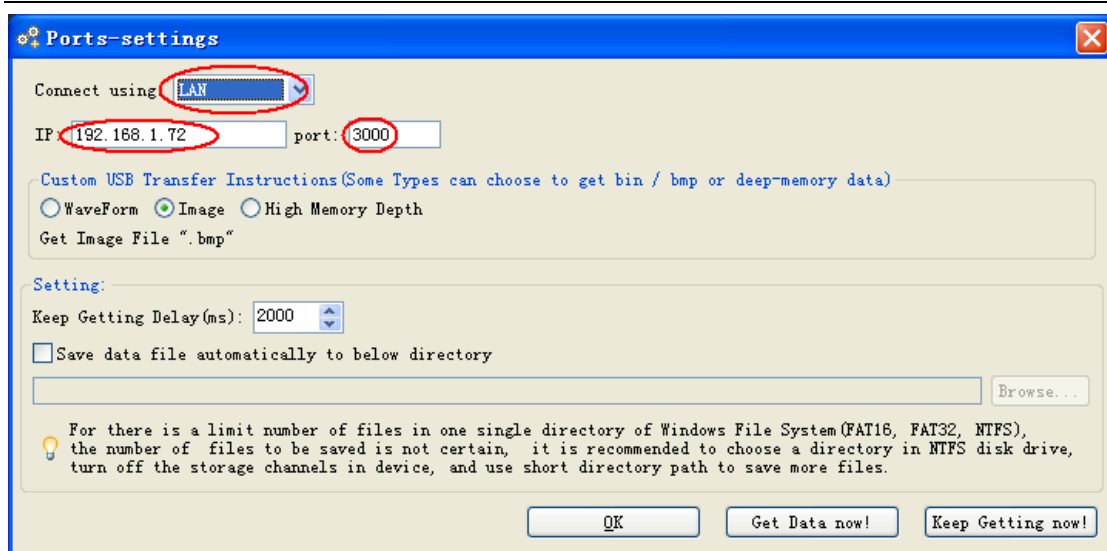 Ports-settings
Connect using: LAN
IP: 192.168.1.72 port: 3000
Custom USB Transfer Instructions(Some Types can choose to get bin / bmp or deep-memory data)
WaveForm Image High Memory Depth
Get Image File ".bmp"
Setting:
Keep Getting Delay(ms): 2000
Save data file automatically to below directory
Browse...
For there is a limit number of files in one single directory of Windows File System(FAT16, FAT32, NTFS),
the number of files to be saved is not certain, it is recommended to choose a directory in NTFS disk drive,
turn off the storage channels in device, and use short directory path to save more files.
OK Get Data now! Keep Getting now!